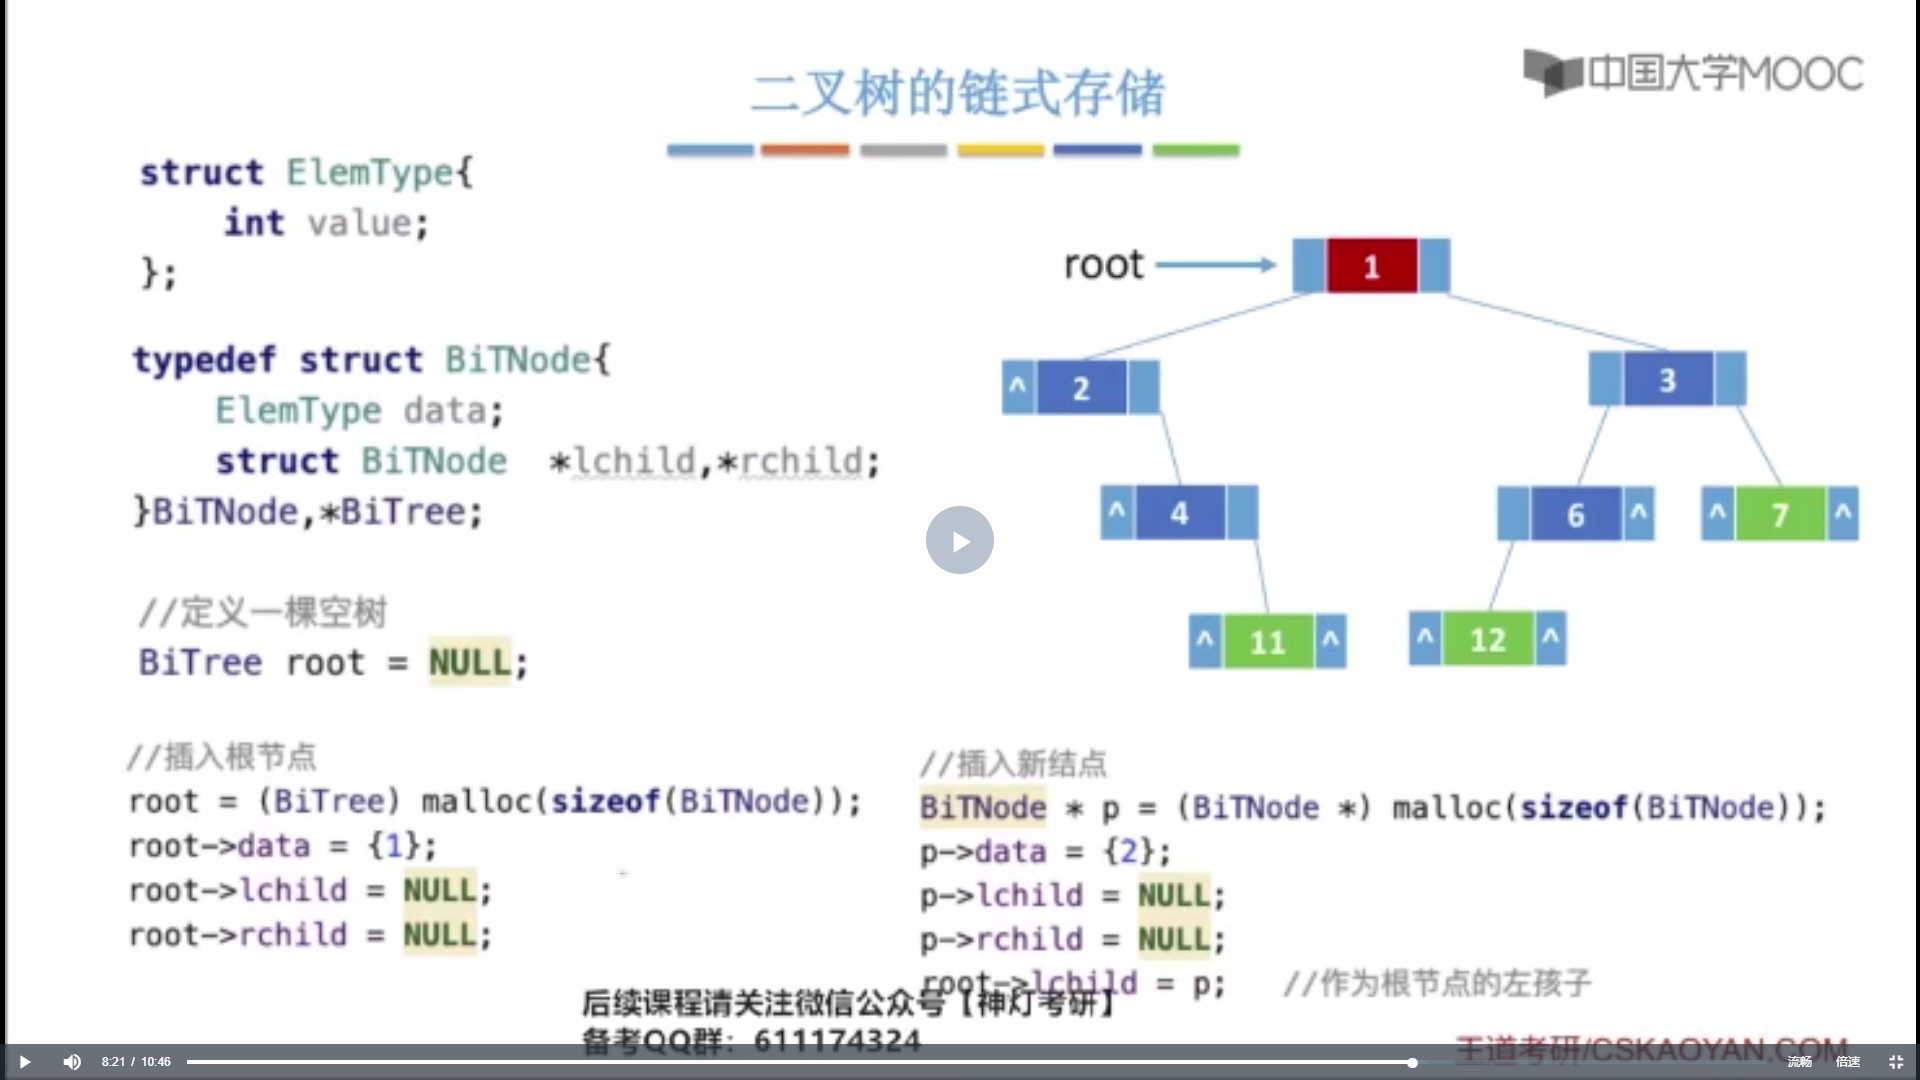 二叉树的链式存储
中国大学MOOC
struct ElemType{
int value;
};
typedef struct BiTNode{
ElemType data;
struct BiTNode *lchild,*rchild;
}BiTNode,*BiTree;
//定义一棵空树
BiTree root = NULL;
//插入根节点
root = (BiTree) malloc(sizeof(BiTNode));
root->data = {1};
root->lchild = NULL;
root->rchild = NULL;
root
1
^ 2
3
^ 4
6 ^
^ 7 ^
^ 11 ^
^ 12 ^
//插入新结点
BiTNode * p = (BiTNode *) malloc(sizeof(BiTNode));
p->data = {2};
p->lchild = NULL;
p->rchild = NULL;
root->lchild = p; //作为根节点的左孩子
后续课程请关注微信公众号【神灯考研】
备考QQ群：611174324
王道考研/CSKAOYAN.COM
8:21 / 10:46
流畅 倍速